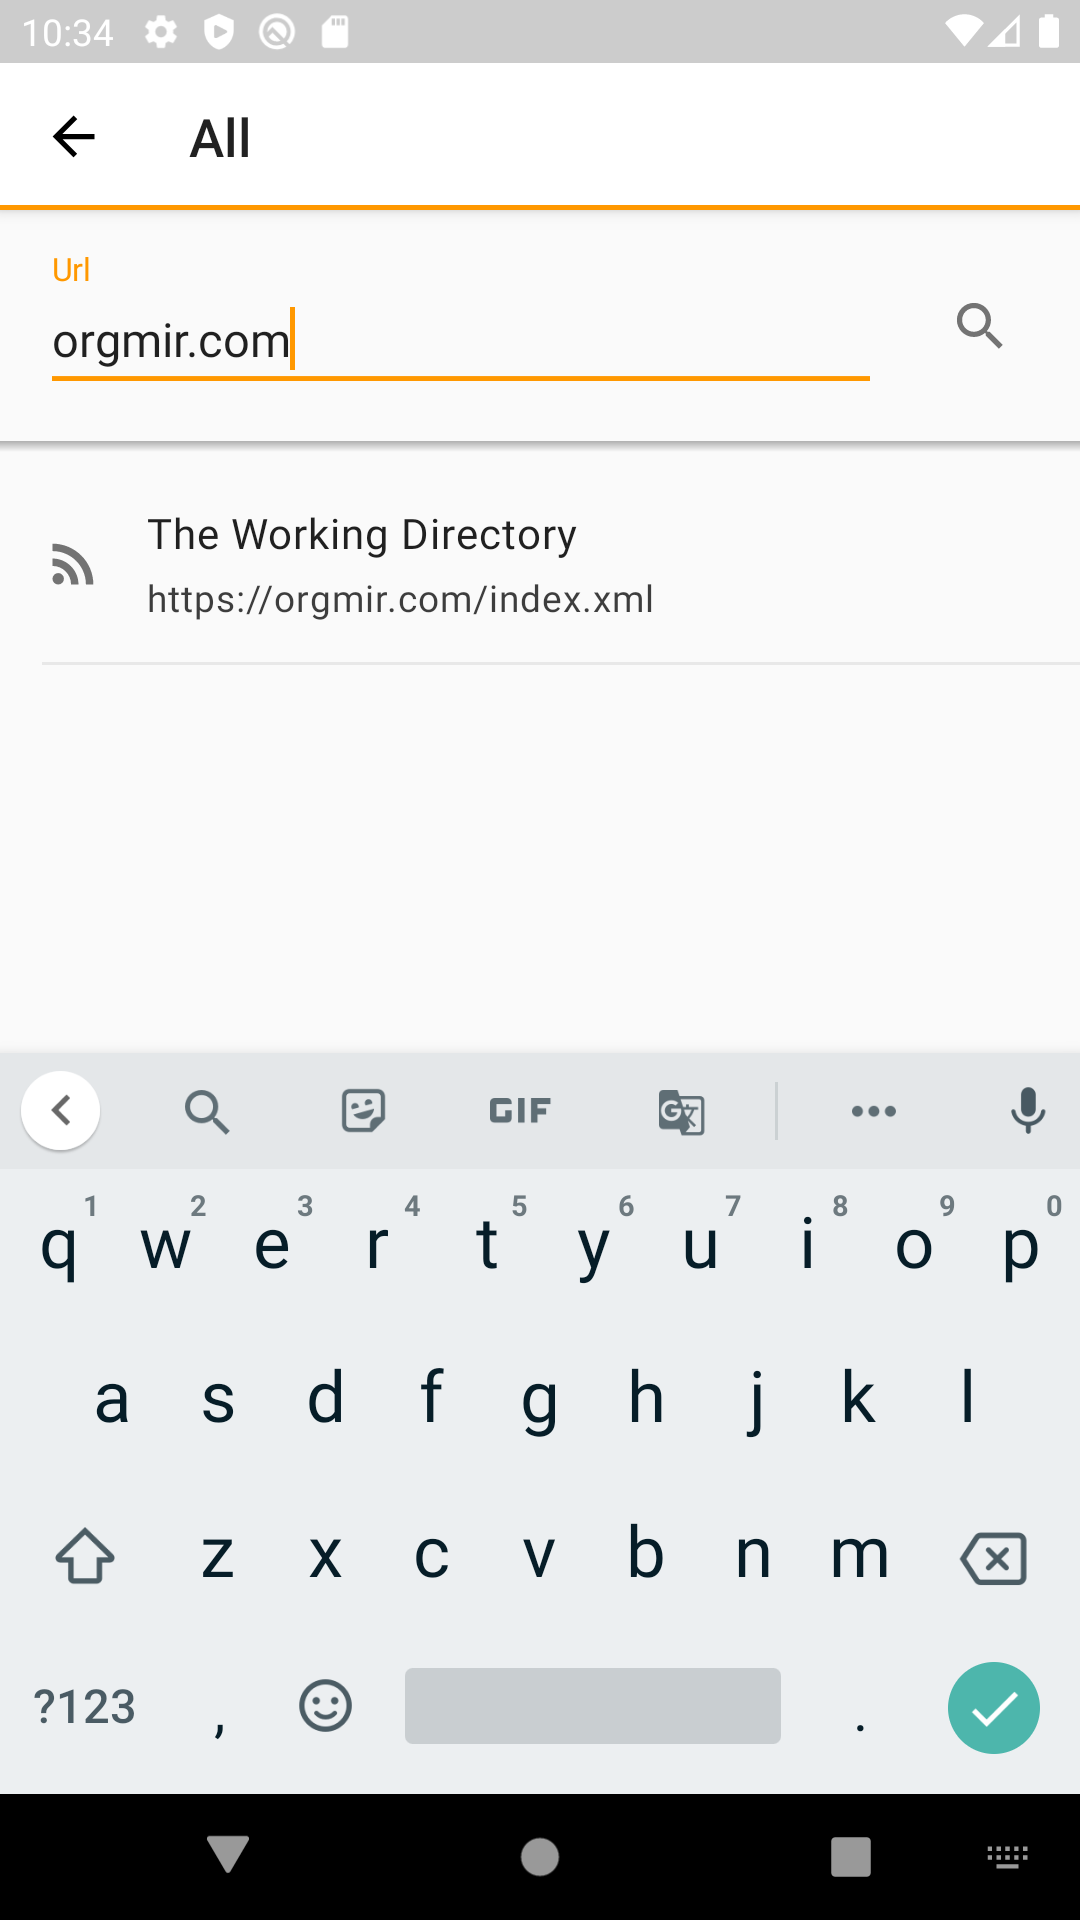 10:34
All
Url
orgmir.com
The Working Directory
https://orgmir.com/index.xml
GIF
1 2 3 4 5 6 7 8 9 0
q w e r t y u i o p
a s d f g h j k l
z x c v b n m
?123 , .